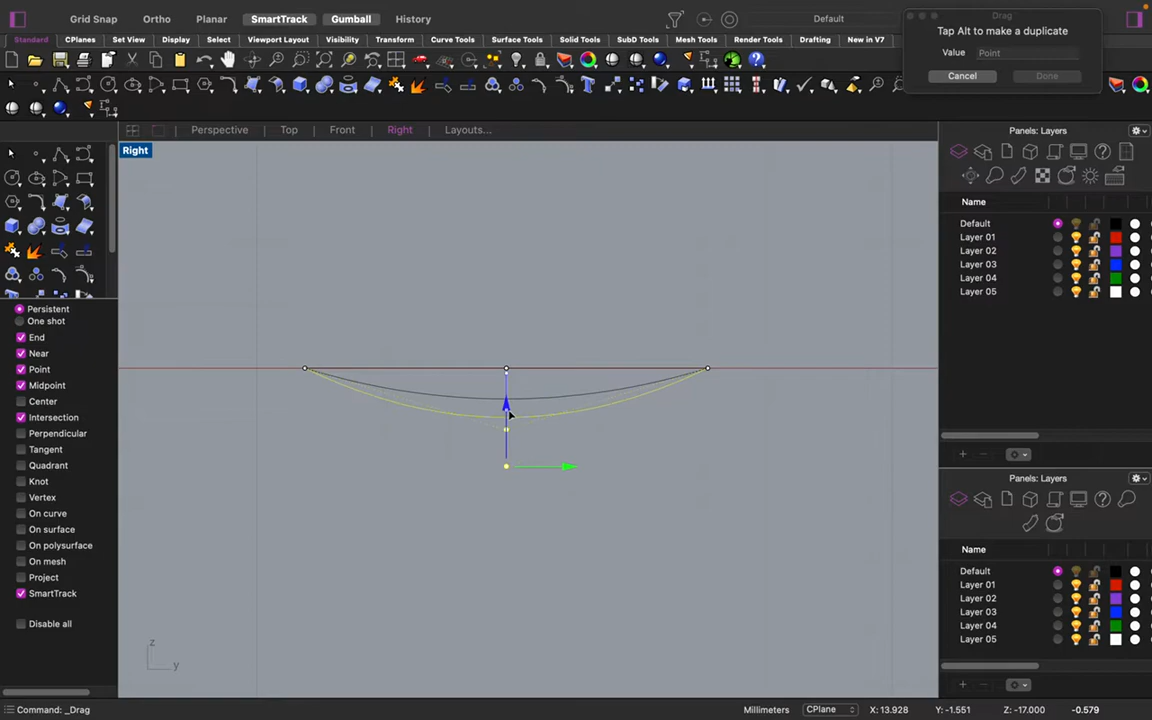 Grid Snap Ortho Planar SmartTrack Gumball History Default
Drag
Tap Alt to make a duplicate
Value Point
Cancel Done
Standard CPlanes Set View Display Select Viewport Layout Visibility Transform Curve Tools Surface Tools Solid Tools SubD Tools Mesh Tools Render Tools Drafting New in V7
Perspective Top Front Right Layouts...
Right
Persistent
One shot
End
Near
Point
Midpoint
Center
Intersection
Perpendicular
Tangent
Quadrant
Knot
Vertex
On curve
On surface
On polysurface
On mesh
Project
SmartTrack
Disable all
z
y
Panels: Layers
Name
Default
Layer 01
Layer 02
Layer 03
Layer 04
Layer 05
Panels: Layers
Name
Default
Layer 01
Layer 02
Layer 03
Layer 04
Layer 05
Command: _Drag Millimeters CPlane X: 13.928 Y: -1.551 Z: -17.000 -0.579